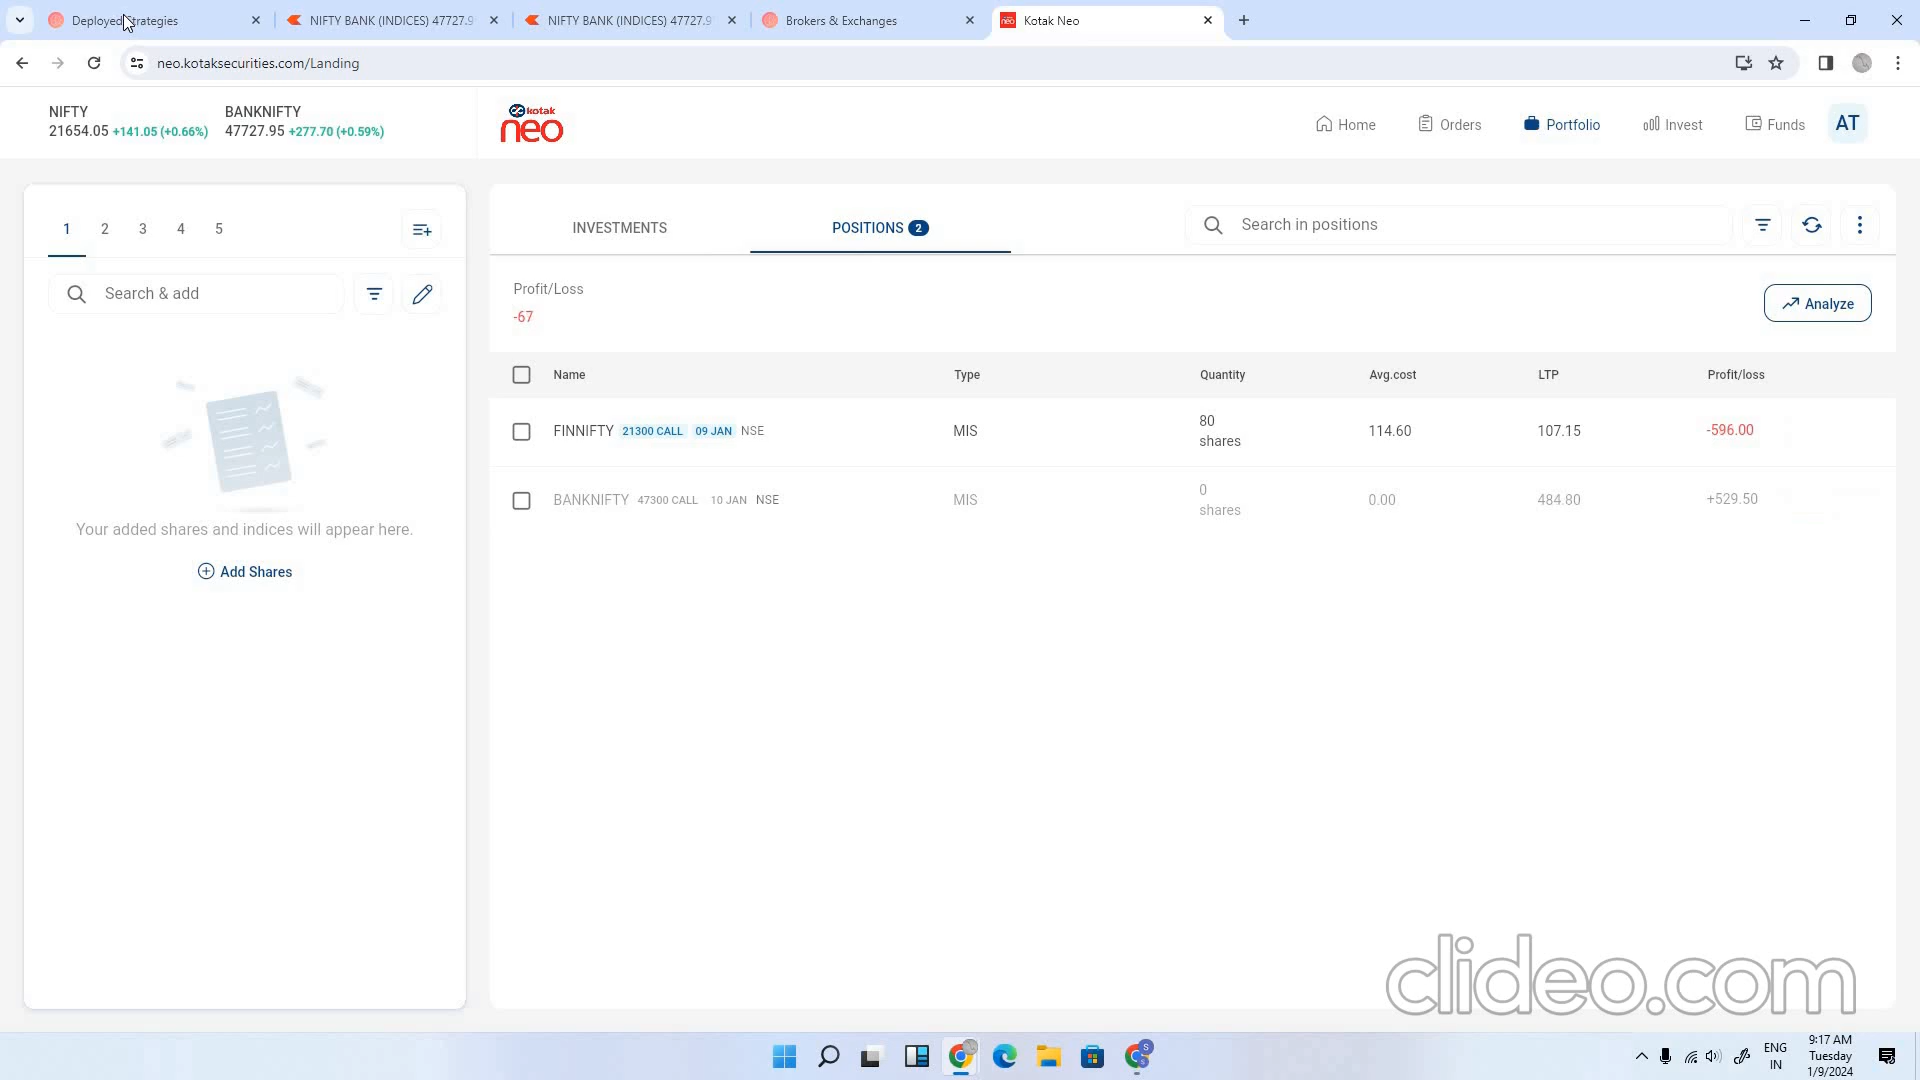 Deployed Strategies
NIFTY BANK (INDICES) 47727.9
NIFTY BANK (INDICES) 47727.9
Brokers & Exchanges
Kotak Neo
neo.kotaksecurities.com/Landing
NIFTY
21654.05 +141.05 (+0.66%)
BANKNIFTY
47727.95 +277.70 (+0.59%)
kotak
neo
Home
Orders
Portfolio
Invest
Funds
AT
1 2 3 4 5
Search & add
Your added shares and indices will appear here.
Add Shares
INVESTMENTS
POSITIONS 2
Search in positions
Profit/Loss
-67
Analyze
Name Type Quantity Avg.cost LTP Profit/loss
FINNIFTY 21300 CALL 09 JAN NSE MIS 80 shares 114.60 107.15 -596.00
BANKNIFTY 47300 CALL 10 JAN NSE MIS 0 shares 0.00 484.80 +529.50
clideo.com
S
ENG
IN
9:17 AM
Tuesday
1/9/2024